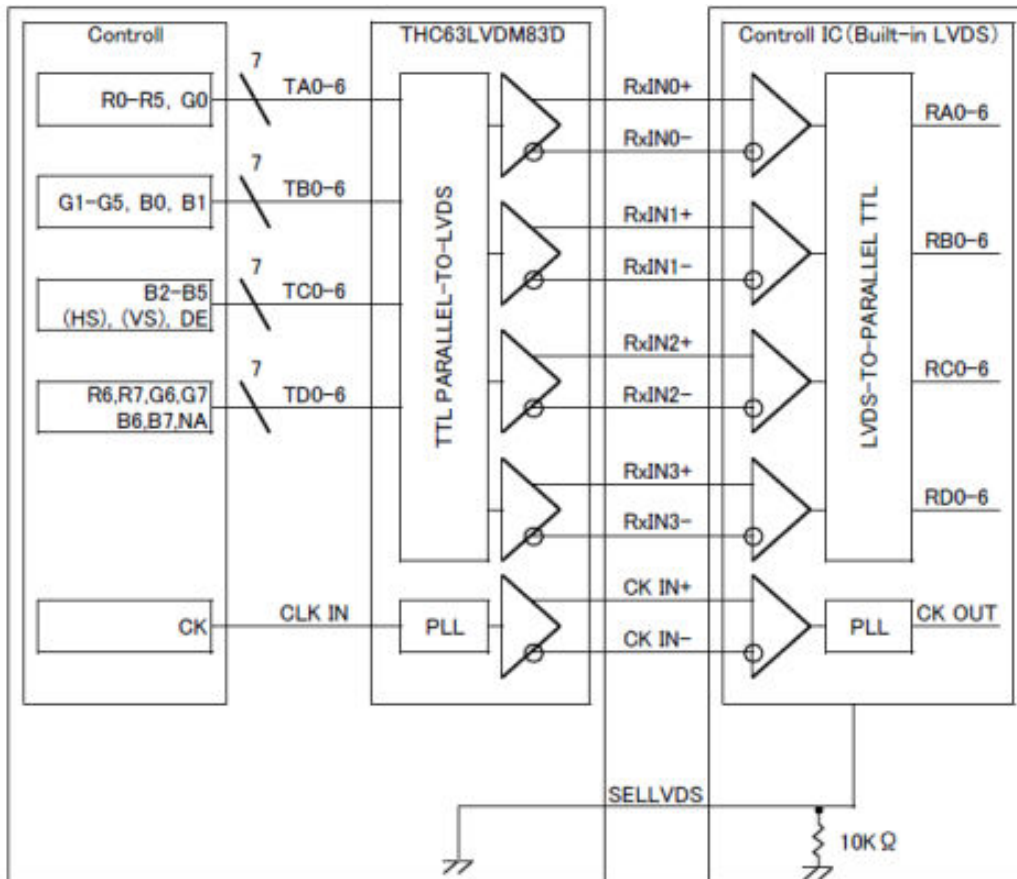 Controll
THC63LVDM83D
Controll IC(Built-in LVDS)
7
R0-R5, G0
TA0-6
RxIN0+
RxIN0-
RA0-6
7
G1-G5, B0, B1
TB0-6
RxIN1+
RxIN1-
RB0-6
7
B2-B5
(HS), (VS), DE
TC0-6
RxIN2+
RxIN2-
RC0-6
7
R6,R7,G6,G7
B6,B7,NA
TD0-6
RxIN3+
RxIN3-
RD0-6
TTL PARALLEL-TO-LVDS
LVDS-TO-PARALLEL TTL
CK
CLK IN
PLL
CK IN+
CK IN-
PLL
CK OUT
SELLVDS
10KΩ